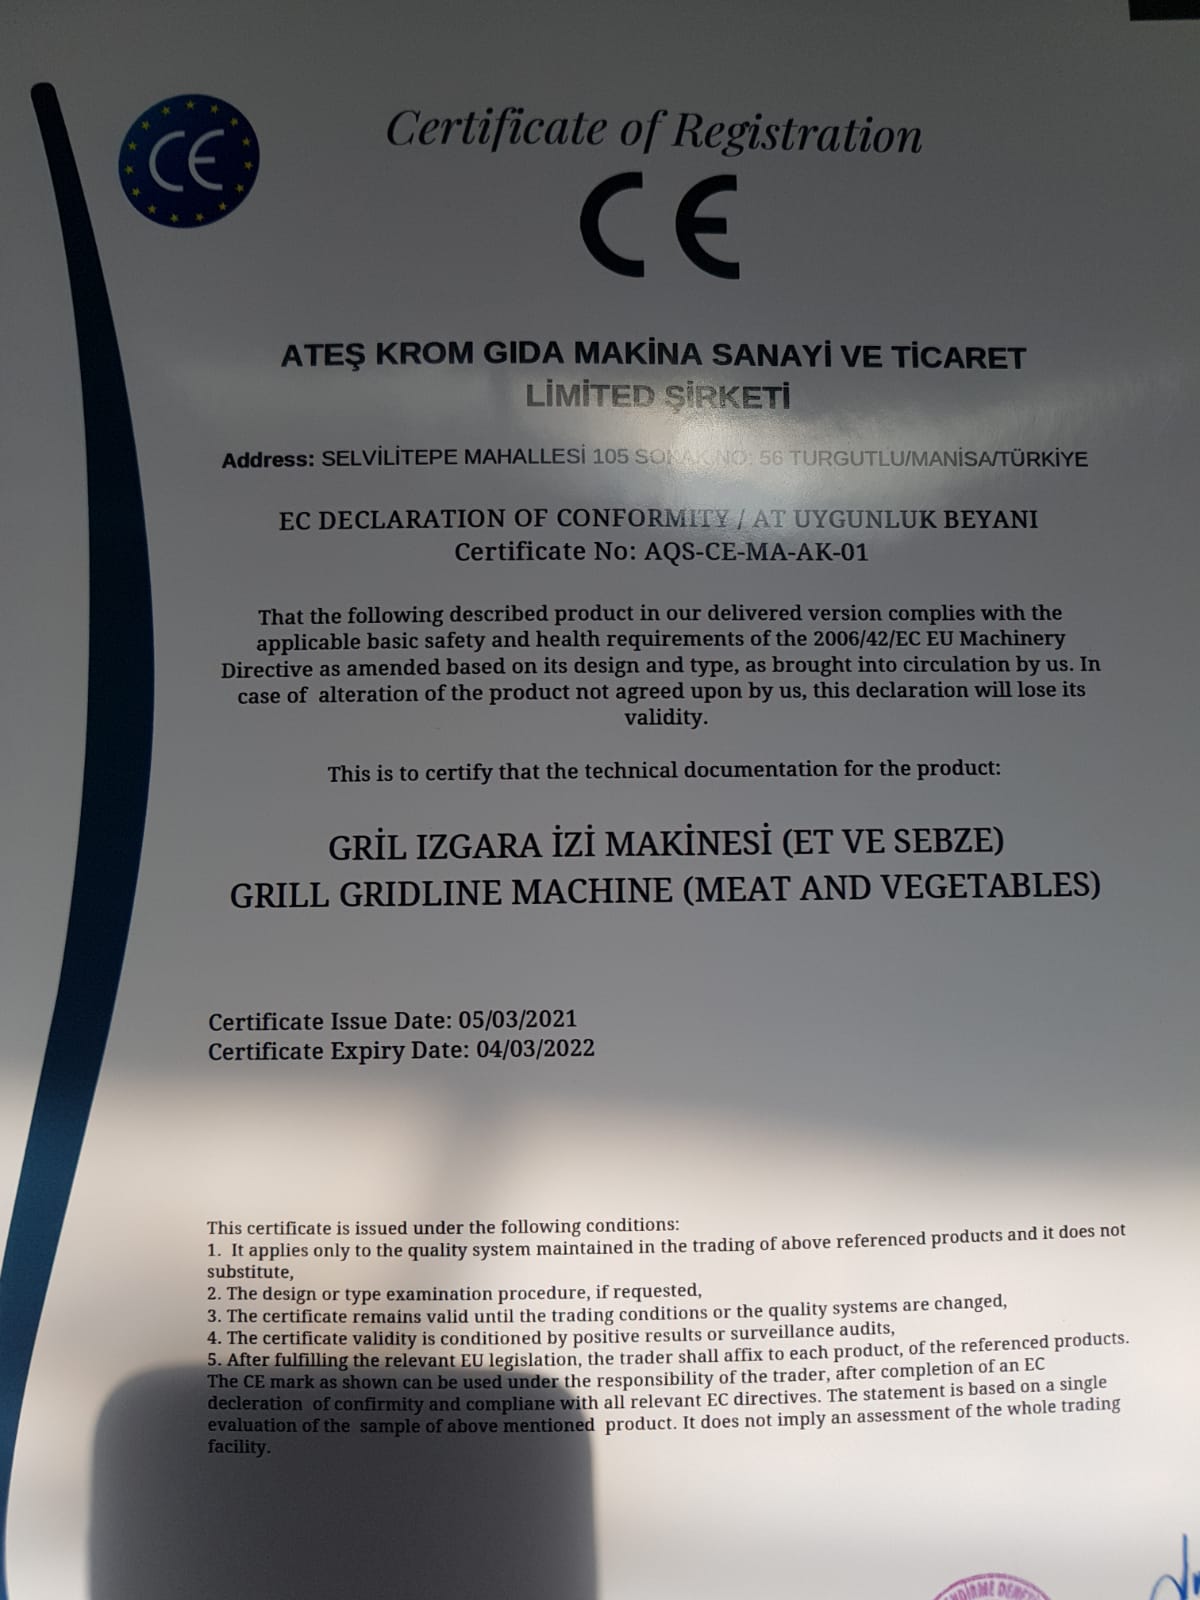 CE
Certificate of Registration
CE
ATEŞ KROM GIDA MAKİNA SANAYİ VE TİCARET
LİMİTED ŞİRKETİ
Address: SELVİLİTEPE MAHALLESİ 105 SOKAK NO: 56 TURGUTLU/MANİSA/TÜRKİYE
EC DECLARATION OF CONFORMITY / AT UYGUNLUK BEYANI
Certificate No: AQS-CE-MA-AK-01
That the following described product in our delivered version complies with the
applicable basic safety and health requirements of the 2006/42/EC EU Machinery
Directive as amended based on its design and type, as brought into circulation by us. In
case of alteration of the product not agreed upon by us, this declaration will lose its
validity.
This is to certify that the technical documentation for the product:
GRİL IZGARA İZİ MAKİNESİ (ET VE SEBZE)
GRILL GRIDLINE MACHINE (MEAT AND VEGETABLES)
Certificate Issue Date: 05/03/2021
Certificate Expiry Date: 04/03/2022
This certificate is issued under the following conditions:
1. It applies only to the quality system maintained in the trading of above referenced products and it does not
substitute,
2. The design or type examination procedure, if requested,
3. The certificate remains valid until the trading conditions or the quality systems are changed,
4. The certificate validity is conditioned by positive results or surveillance audits,
5. After fulfilling the relevant EU legislation, the trader shall affix to each product, of the referenced products.
The CE mark as shown can be used under the responsibility of the trader, after completion of an EC
decleration of confirmity and compliane with all relevant EC directives. The statement is based on a single
evaluation of the sample of above mentioned product. It does not imply an assessment of the whole trading
facility.